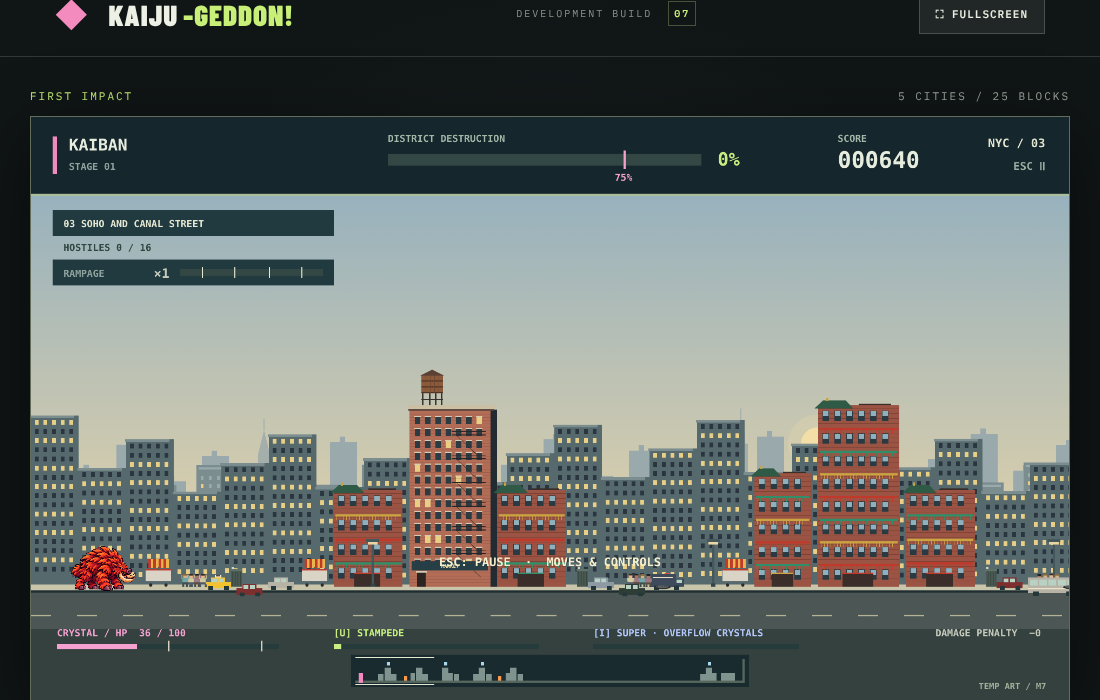 KAIJU-GEDDON!
DEVELOPMENT BUILD 07
⛶ FULLSCREEN
FIRST IMPACT
5 CITIES / 25 BLOCKS
KAIBAN
STAGE 01
DISTRICT DESTRUCTION
0%
75%
SCORE
000640
NYC / 03
ESC II
03 SOHO AND CANAL STREET
HOSTILES 0 / 16
RAMPAGE ×1
ESC: PAUSE · MOVES & CONTROLS
CRYSTAL / HP 36 / 100
[U] STAMPEDE
[I] SUPER · OVERFLOW CRYSTALS
DAMAGE PENALTY −0
TEMP ART / M7